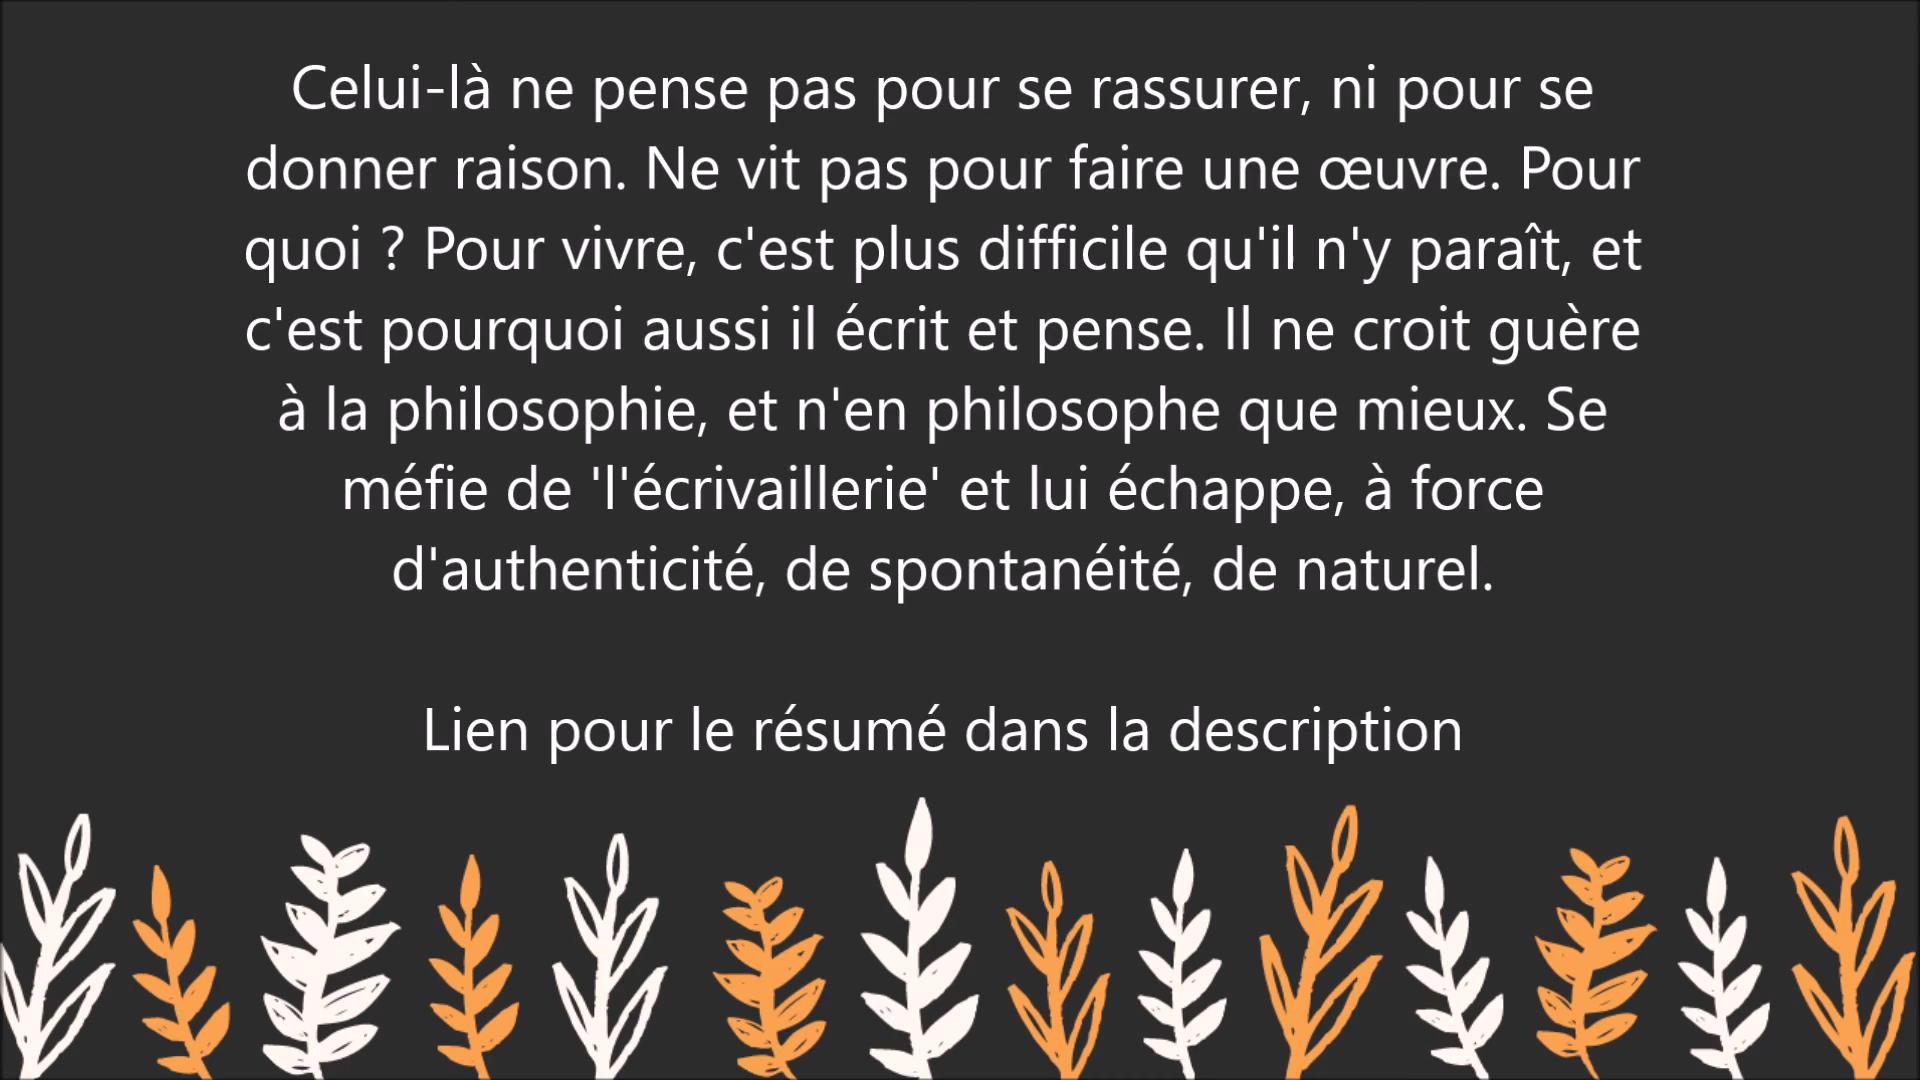 Celui-là ne pense pas pour se rassurer, ni pour se
donner raison. Ne vit pas pour faire une œuvre. Pour
quoi ? Pour vivre, c'est plus difficile qu'il n'y paraît, et
c'est pourquoi aussi il écrit et pense. Il ne croit guère
à la philosophie, et n'en philosophe que mieux. Se
méfie de 'l'écrivaillerie' et lui échappe, à force
d'authenticité, de spontanéité, de naturel.
Lien pour le résumé dans la description